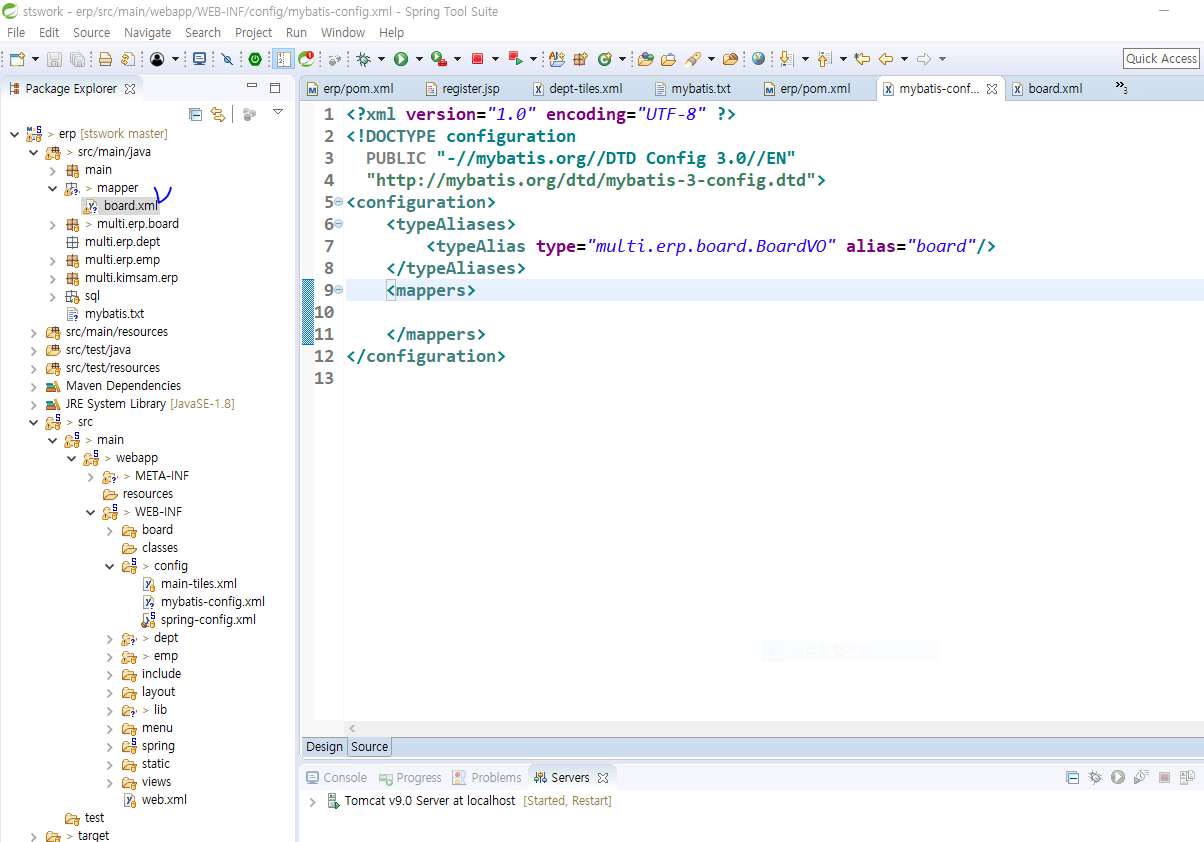 stswork - erp/src/main/webapp/WEB-INF/config/mybatis-config.xml - Spring Tool Suite
File Edit Source Navigate Search Project Run Window Help
Quick Access
Package Explorer
erp/pom.xml register.jsp dept-tiles.xml mybatis.txt erp/pom.xml mybatis-conf... board.xml »3
erp [stswork master]
> src/main/java
main
> mapper
board.xml
> multi.erp.board
multi.erp.dept
multi.erp.emp
multi.kimsam.erp
sql
mybatis.txt
src/main/resources
src/test/java
src/test/resources
Maven Dependencies
JRE System Library [JavaSE-1.8]
> src
> main
> webapp
> META-INF
resources
> WEB-INF
board
classes
> config
main-tiles.xml
mybatis-config.xml
spring-config.xml
> dept
> emp
include
layout
> lib
menu
spring
static
views
web.xml
test
> target
1 <?xml version="1.0" encoding="UTF-8" ?>
2 <!DOCTYPE configuration
3 PUBLIC "-//mybatis.org//DTD Config 3.0//EN"
4 "http://mybatis.org/dtd/mybatis-3-config.dtd">
5 <configuration>
6 <typeAliases>
7 <typeAlias type="multi.erp.board.BoardVO" alias="board"/>
8 </typeAliases>
9 <mappers>
10
11 </mappers>
12 </configuration>
13
Design Source
Console Progress Problems Servers
Tomcat v9.0 Server at localhost [Started, Restart]